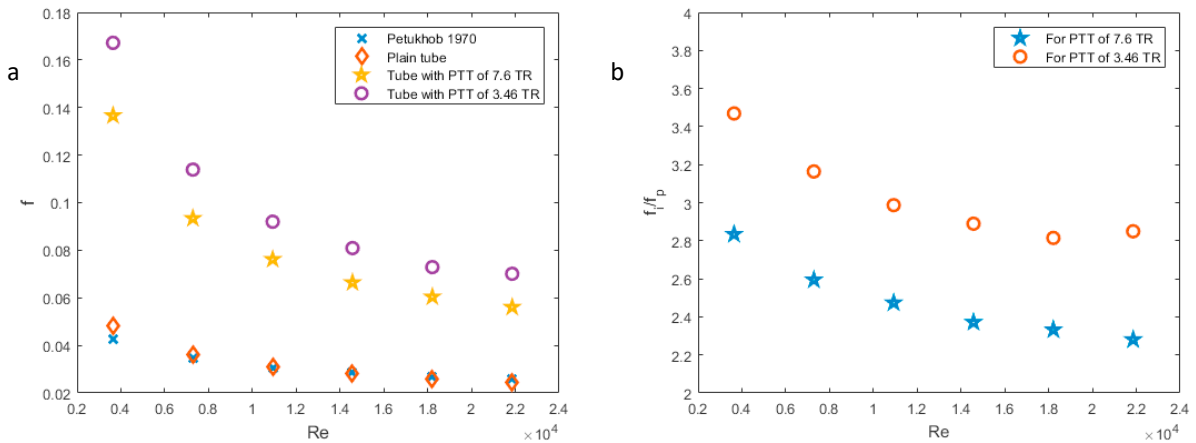 a
0.18
0.16
0.14
0.12
0.1
0.08
0.06
0.04
0.02
f
Petukhob 1970
Plain tube
Tube with PTT of 7.6 TR
Tube with PTT of 3.46 TR
0.2 0.4 0.6 0.8 1.0 1.2 1.4 1.6 1.8 2.0 2.2 2.4
Re
×10⁴
b
4
3.8
3.6
3.4
3.2
3
2.8
2.6
2.4
2.2
2
fᵢ/fₚ
For PTT of 7.6 TR
For PTT of 3.46 TR
0.2 0.4 0.6 0.8 1.0 1.2 1.4 1.6 1.8 2.0 2.2 2.4
Re
×10⁴